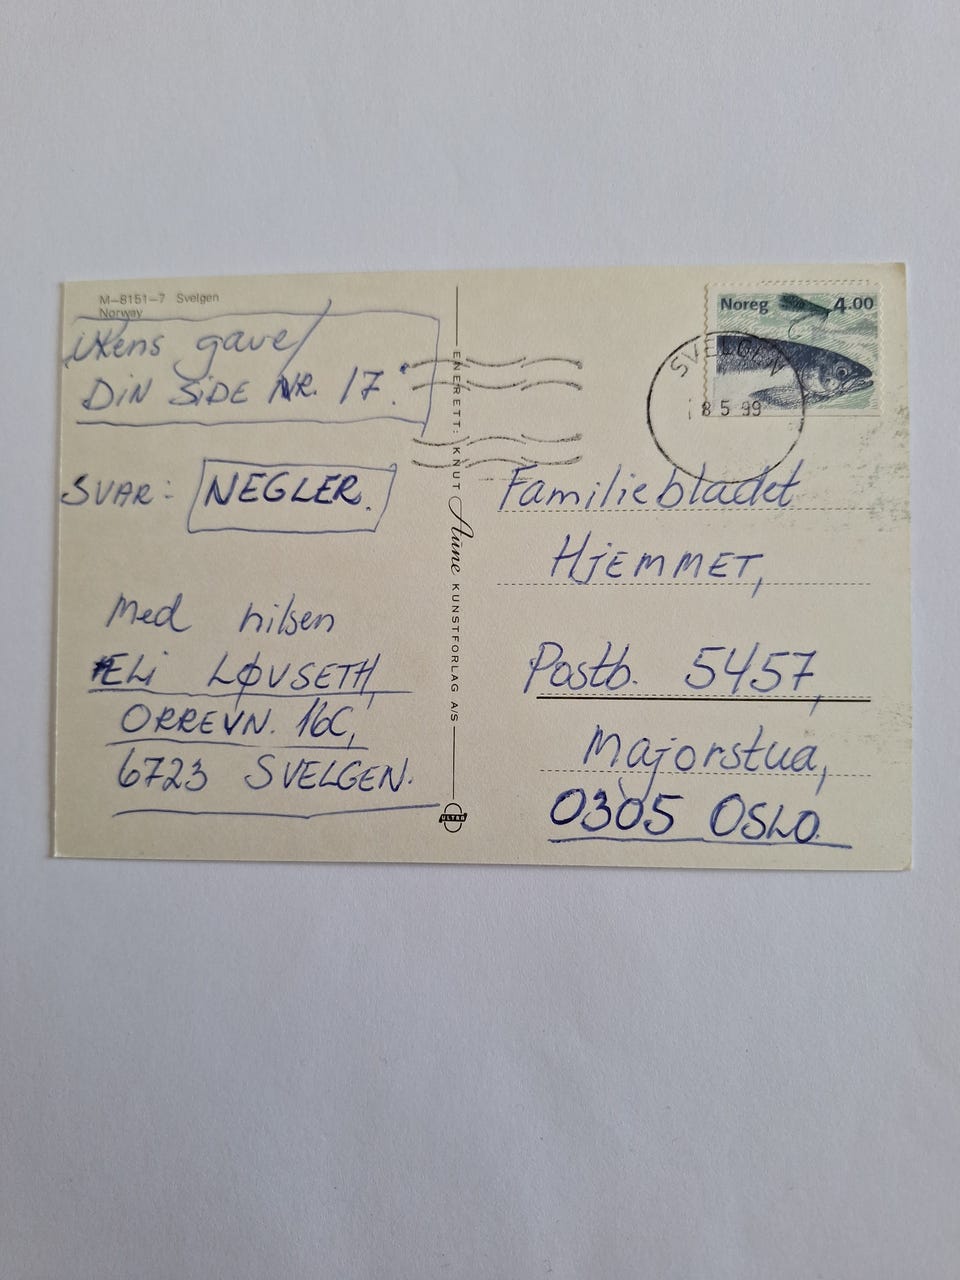 M-8151-7 Svelgen
Norway
Ukens gave/
DIN SIDE NR. 17."
SVAR: NEGLER.
Med hilsen
ELI LØVSETH,
ORREVN. 16C,
6723 SVELGEN.
ENERETT: KNUT Aune KUNSTFORLAG A/S
ULTRA
Noreg 4.00
SVELGEN
8 5 99
Familiebladet
HJEMMET,
Postb. 5457,
Majorstua,
0305 OSLO.